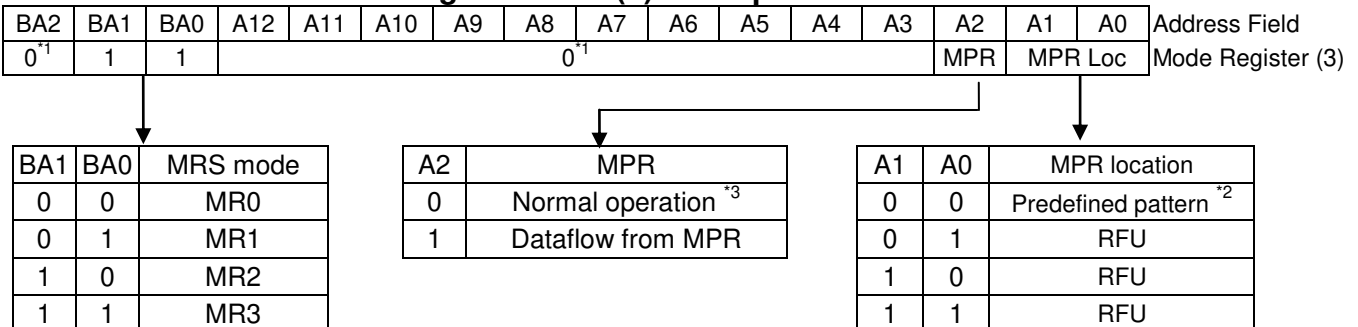 BA2 BA1 BA0 A12 A11 A10 A9 A8 A7 A6 A5 A4 A3 A2 A1 A0 Address Field
0*1 1 1 0*1 MPR MPR Loc Mode Register (3)
BA1 BA0 MRS mode
0 0 MR0
0 1 MR1
1 0 MR2
1 1 MR3
A2 MPR
0 Normal operation *3
1 Dataflow from MPR
A1 A0 MPR location
0 0 Predefined pattern *2
0 1 RFU
1 0 RFU
1 1 RFU